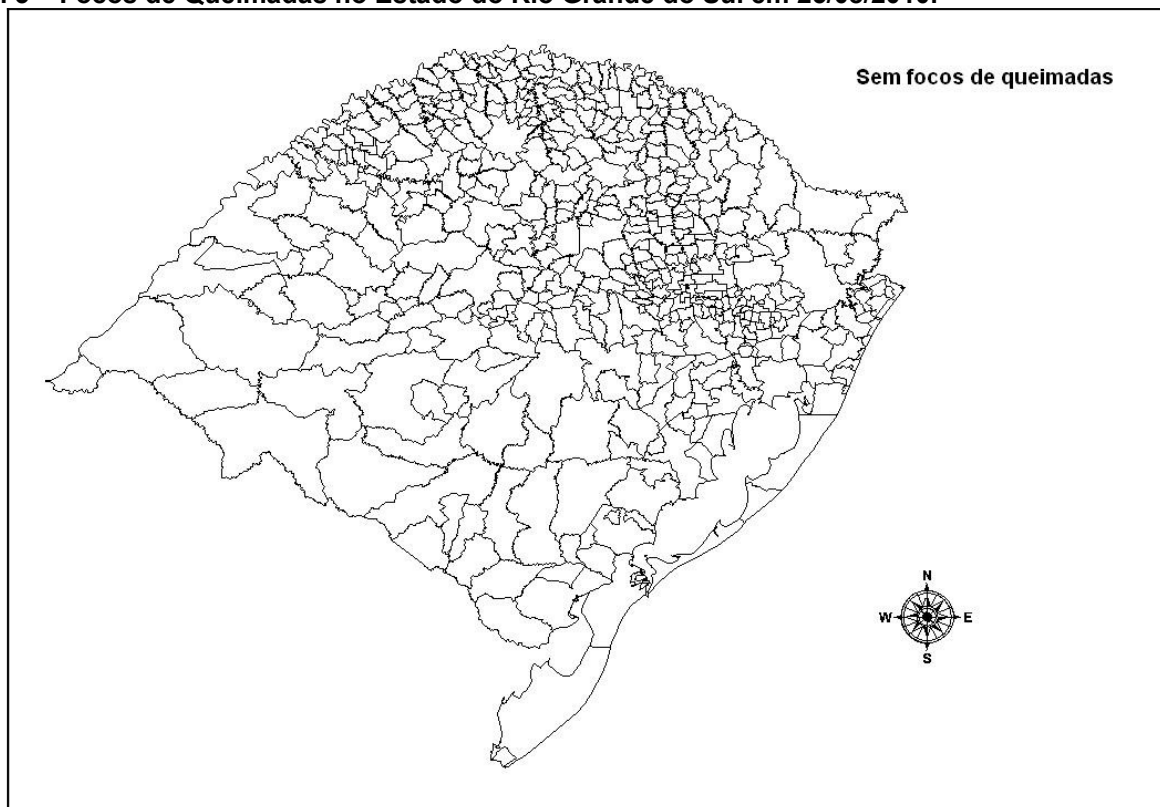 Focos de Queimadas no Estado do Rio Grande do Sul em
Sem focos de queimadas
N
W E
S